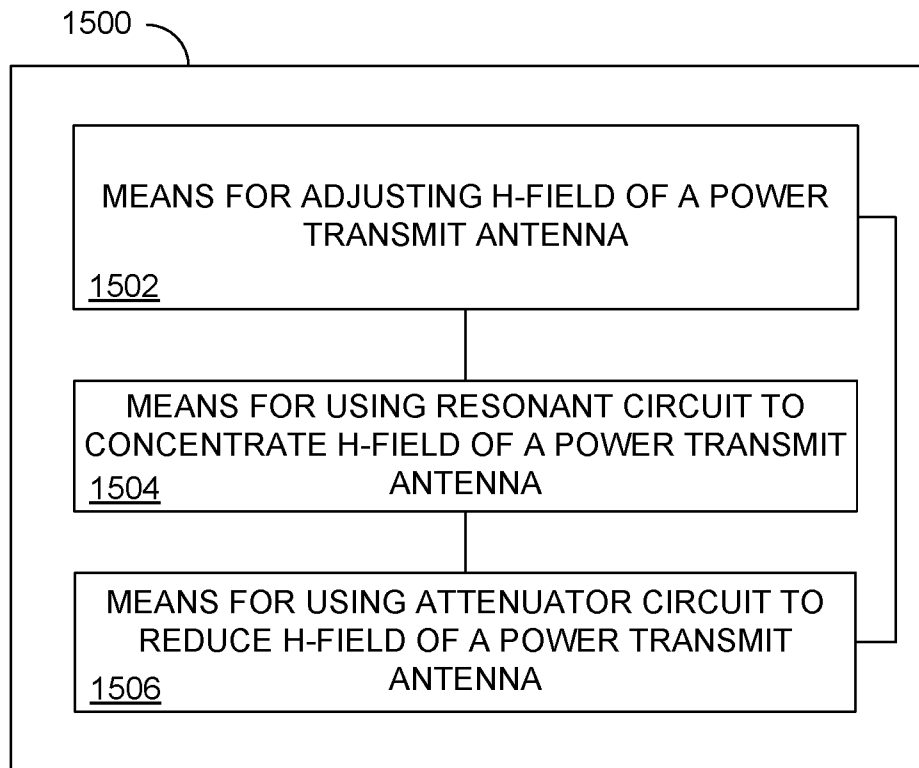 1500
MEANS FOR ADJUSTING H-FIELD OF A POWER
TRANSMIT ANTENNA
1502
MEANS FOR USING RESONANT CIRCUIT TO
CONCENTRATE H-FIELD OF A POWER TRANSMIT
ANTENNA
1504
MEANS FOR USING ATTENUATOR CIRCUIT TO
REDUCE H-FIELD OF A POWER TRANSMIT
ANTENNA
1506